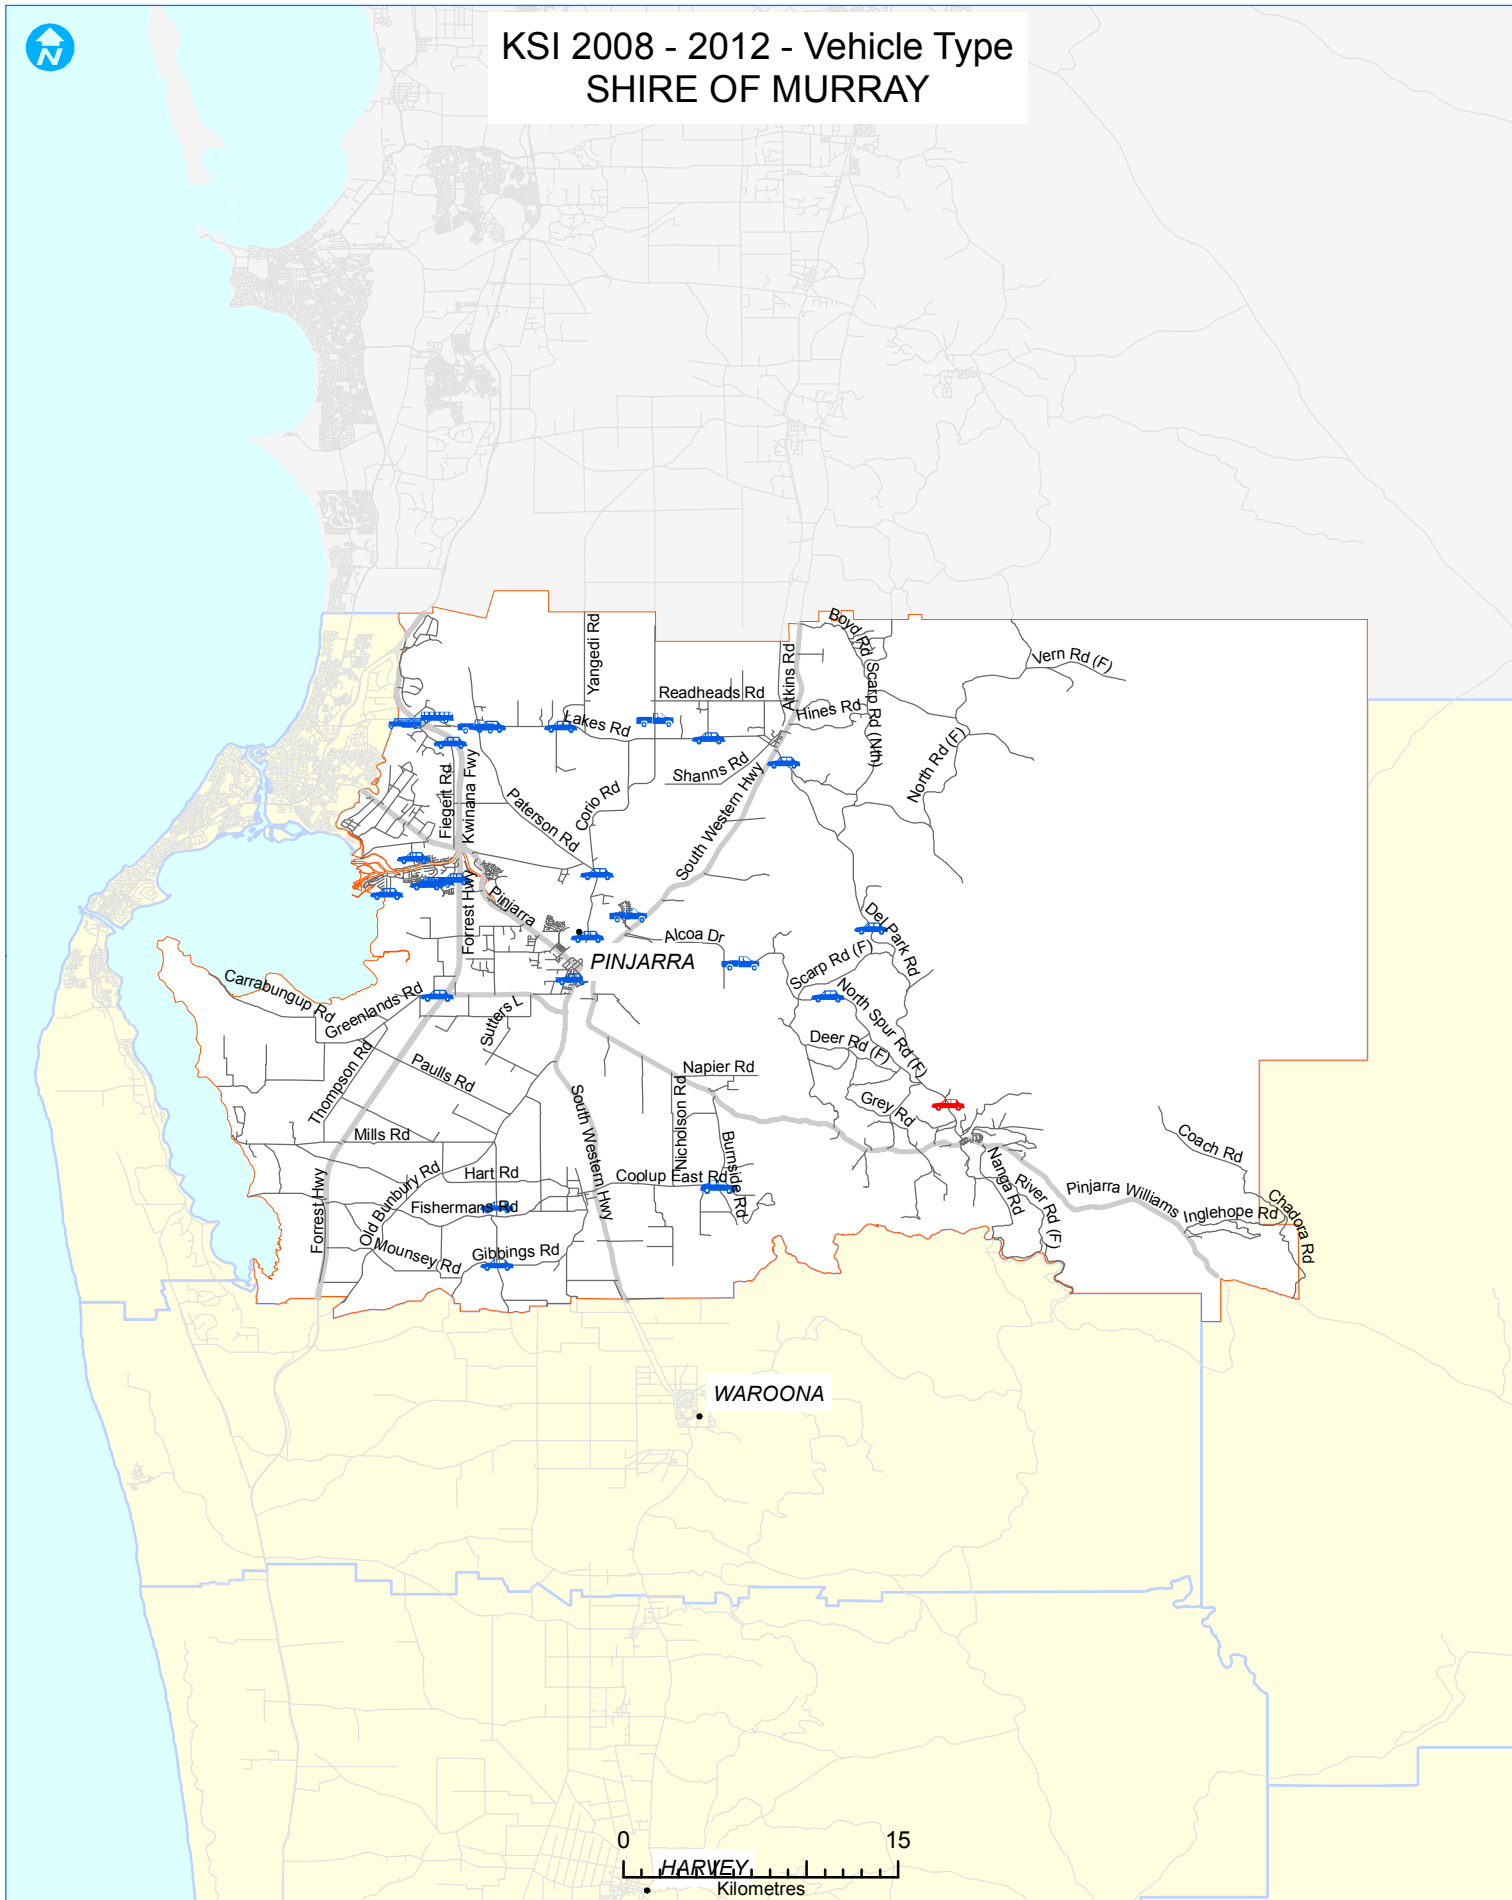 N
KSI 2008 - 2012 - Vehicle Type
SHIRE OF MURRAY
Boyd Rd
Yangedi Rd
Atkins Rd
Scarp Rd (Nth)
Vern Rd (F)
Readheads Rd
Hines Rd
Lakes Rd
North Rd (F)
Shanns Rd
Fiegert Rd
Kwinana Fwy
Corio Rd
Paterson Rd
South Western Hwy
Forrest Hwy
Pinjarra
Del Park Rd
Alcoa Dr
PINJARRA
Scarp Rd (F)
Carrabungup Rd
Greenlands Rd
Sutters L
North Spur Rd (F)
Deer Rd (F)
Thompson Rd
Paulls Rd
Napier Rd
Nicholson Rd
South Western Hwy
Grey Rd
Mills Rd
Burnside Rd
Coach Rd
Hart Rd
Coolup East Rd
Nanga Rd
River Rd (F)
Pinjarra Williams
Old Bunbury Rd
Fishermans Rd
Inglehope Rd
Chadora Rd
Forrest Hwy
Mounsey Rd
Gibbings Rd
WAROONA
0 15
HARVEY
Kilometres